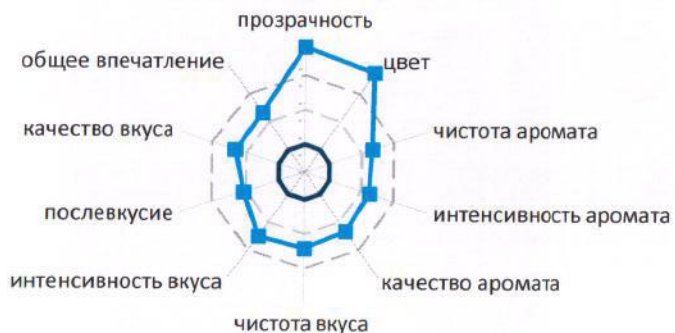 прозрачность
общее впечатление
цвет
качество вкуса
чистота аромата
послевкусие
интенсивность аромата
интенсивность вкуса
качество аромата
чистота вкуса